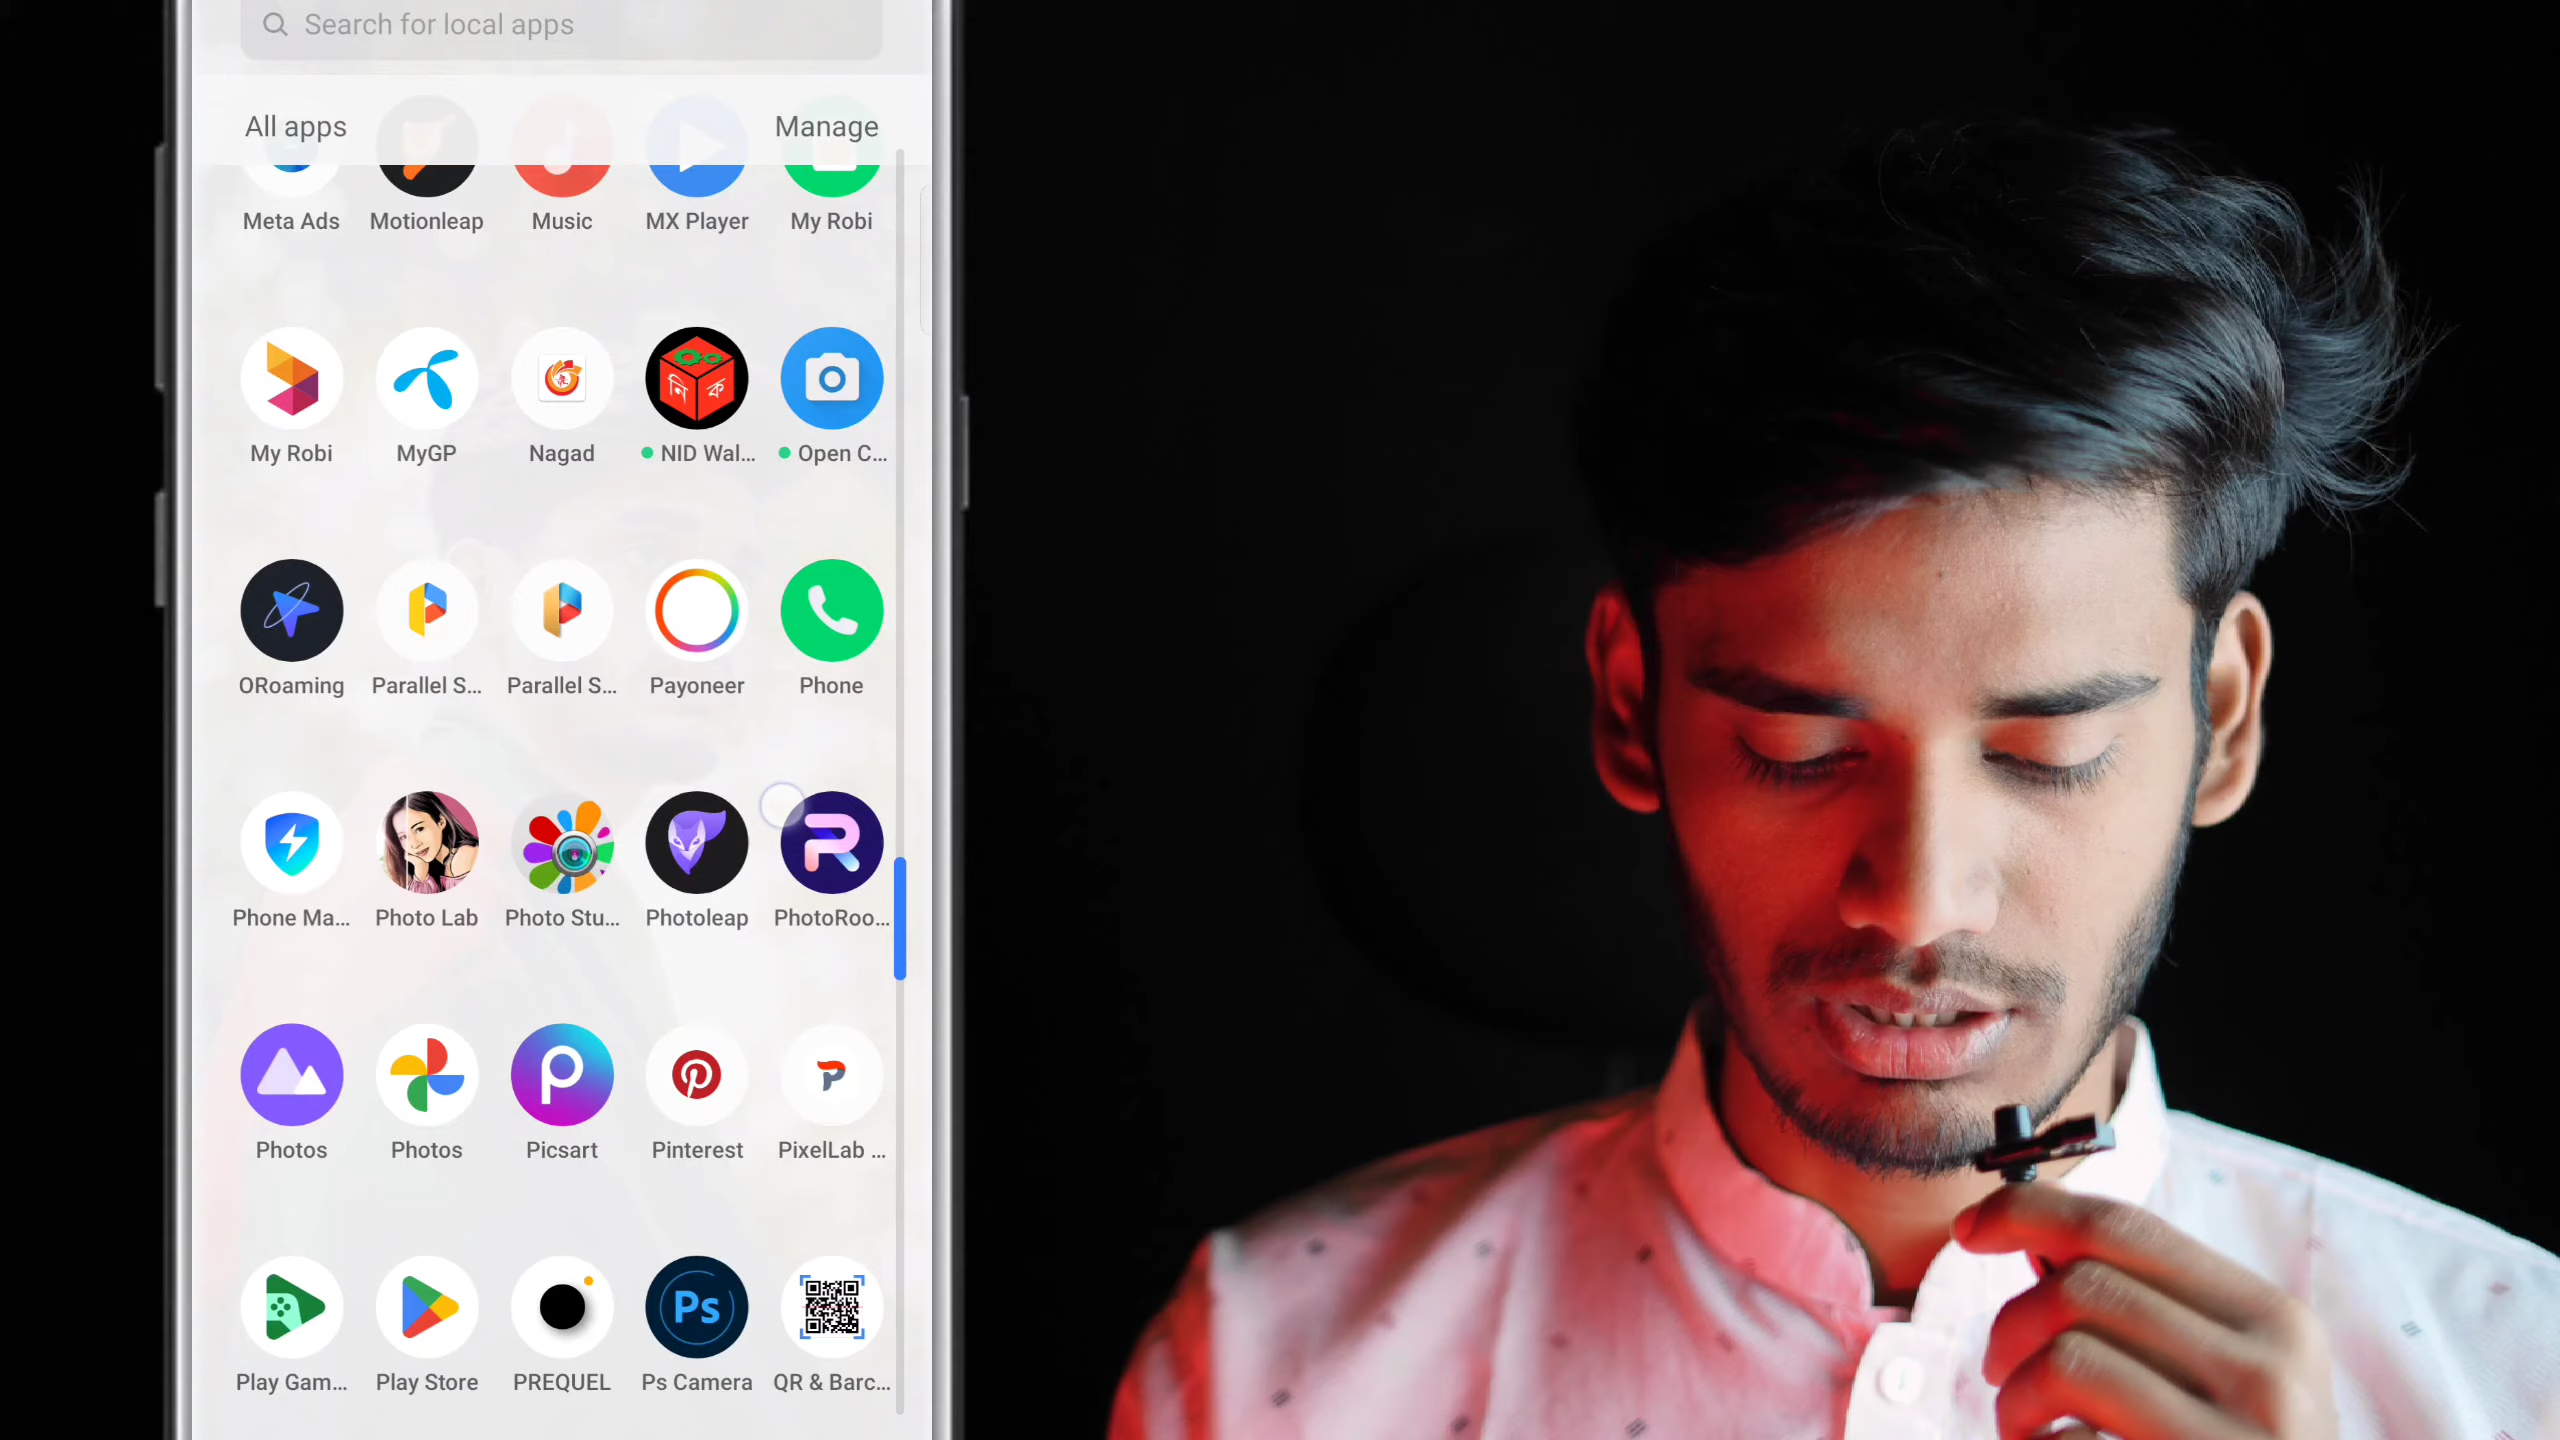 Search for local apps
All apps Manage
Meta Ads Motionleap Music MX Player My Robi
নি ক
My Robi MyGP Nagad NID Wal... Open C...
ORoaming Parallel S... Parallel S... Payoneer Phone
Phone Ma... Photo Lab Photo Stu... Photoleap PhotoRoo...
Photos Photos Picsart Pinterest PixelLab ...
Ps
Play Gam... Play Store PREQUEL Ps Camera QR & Barc...